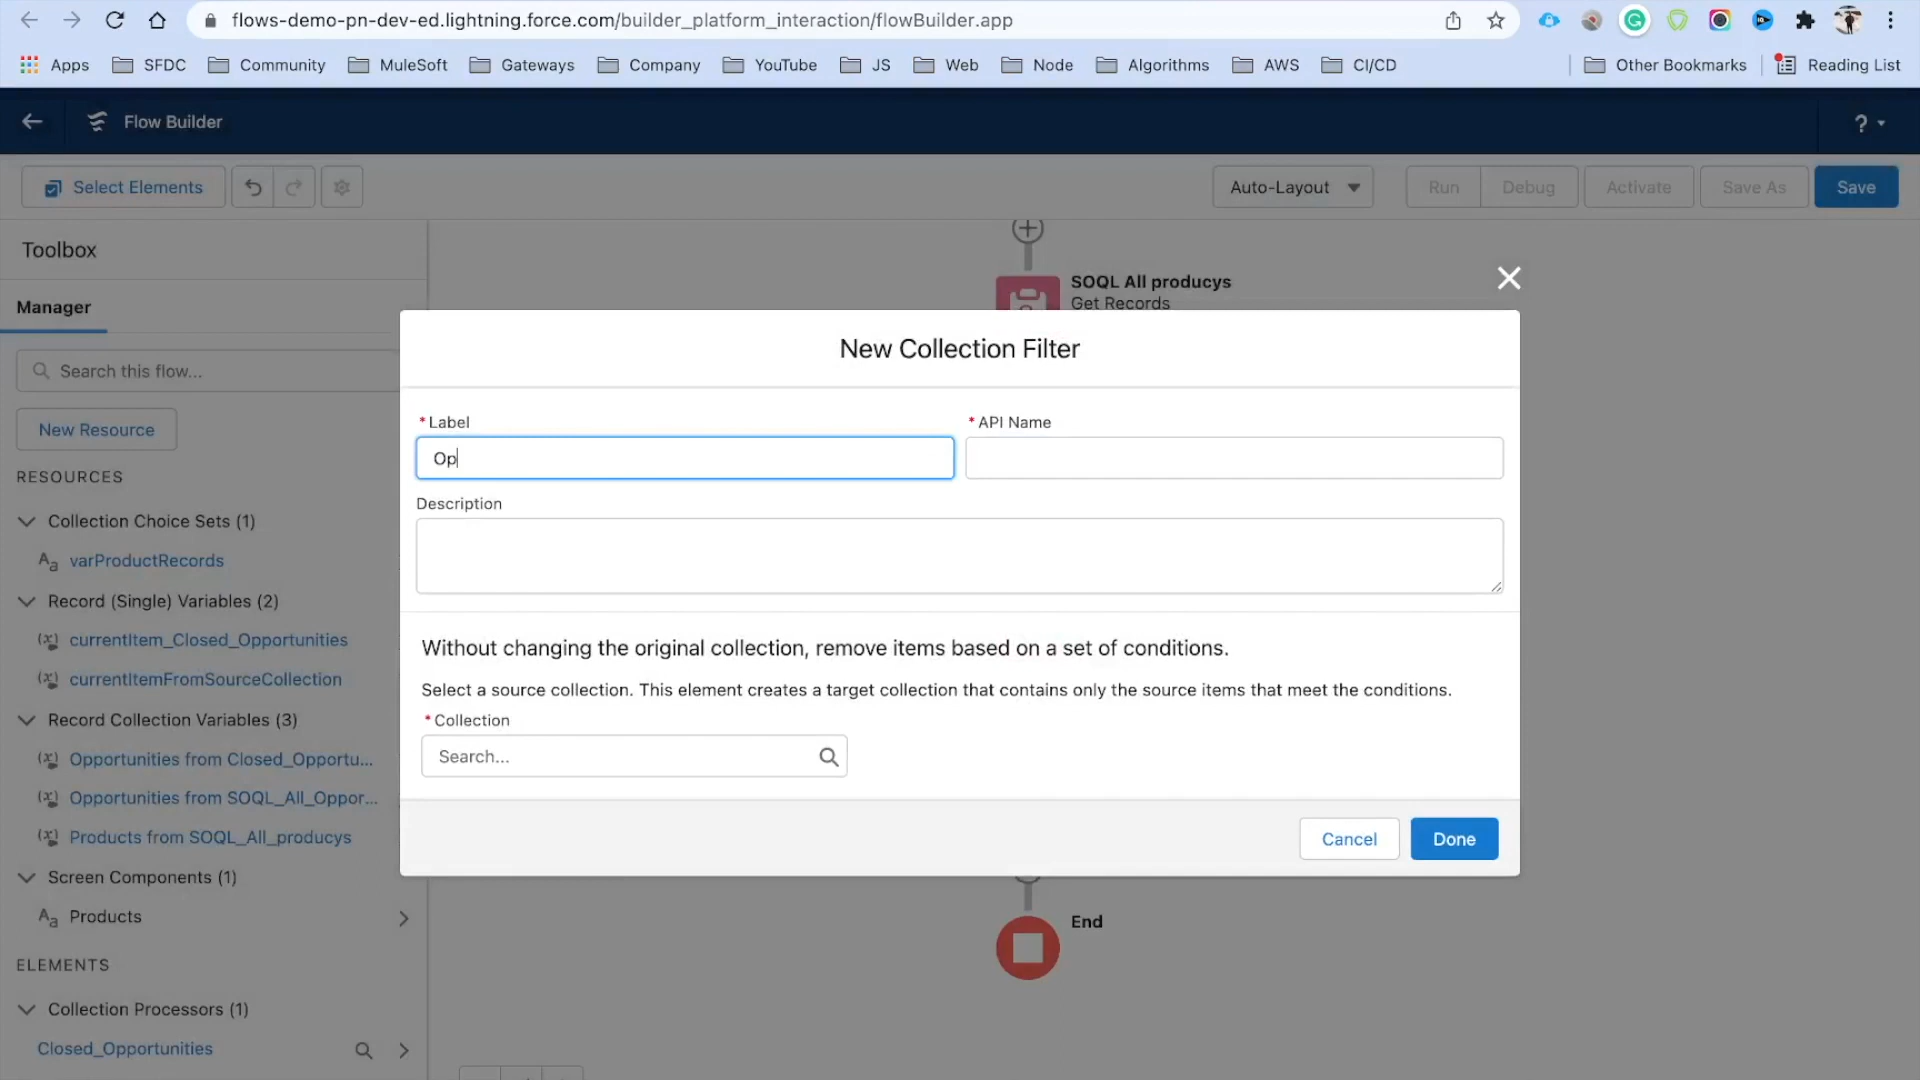 flows-demo-pn-dev-ed.lightning.force.com/builder_platform_interaction/flowBuilder.app
Apps SFDC Community MuleSoft Gateways Company YouTube JS Web Node Algorithms AWS CI/CD Other Bookmarks Reading List
Flow Builder ?
Select Elements Auto-Layout Run Debug Activate Save As Save
Toolbox
Manager
Search this flow...
New Resource
RESOURCES
Collection Choice Sets (1)
varProductRecords
Record (Single) Variables (2)
currentItem_Closed_Opportunities
currentItemFromSourceCollection
Record Collection Variables (3)
Opportunities from Closed_Opportu...
Opportunities from SOQL_All_Oppor...
Products from SOQL_All_producys
Screen Components (1)
Products
ELEMENTS
Collection Processors (1)
Closed_Opportunities
SOQL All producys
Get Records
New Collection Filter
* Label
Op
* API Name
Description
Without changing the original collection, remove items based on a set of conditions.
Select a source collection. This element creates a target collection that contains only the source items that meet the conditions.
* Collection
Search...
Cancel Done
End